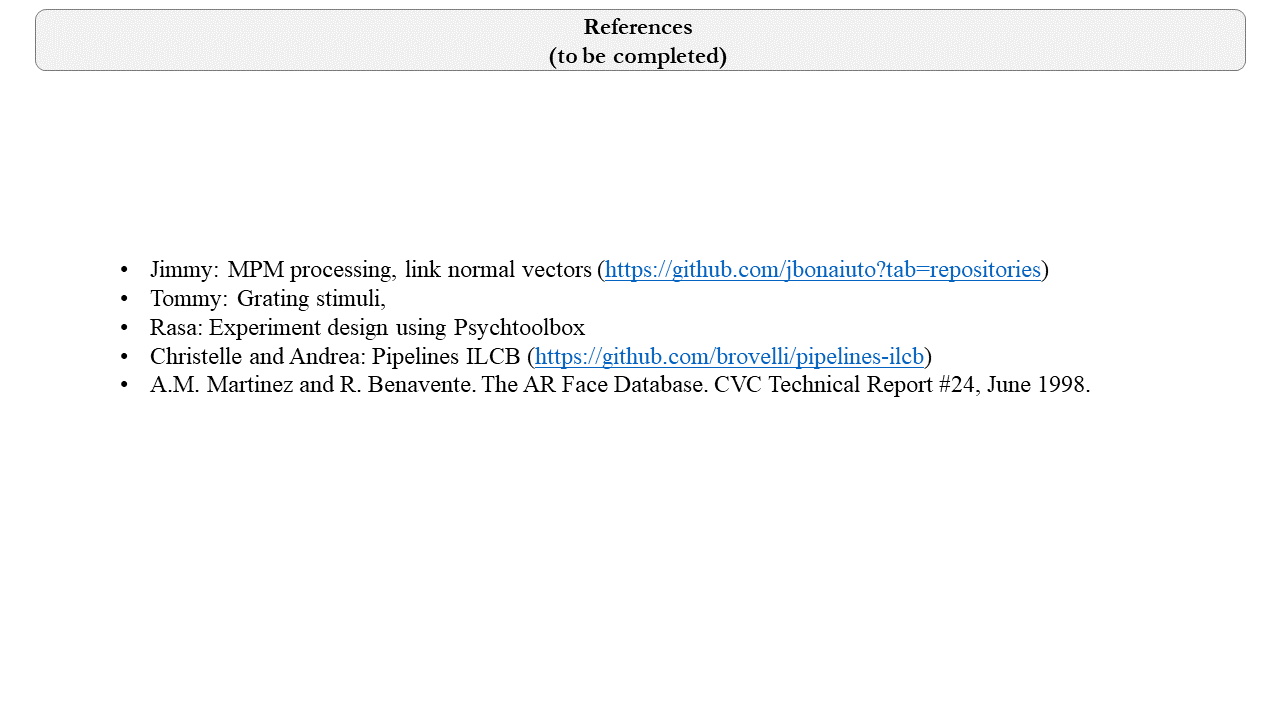 References
(to be completed)
• Jimmy: MPM processing, link normal vectors (https://github.com/jbonaiuto?tab=repositories)
• Tommy: Grating stimuli,
• Rasa: Experiment design using Psychtoolbox
• Christelle and Andrea: Pipelines ILCB (https://github.com/brovelli/pipelines-ilcb)
• A.M. Martinez and R. Benavente. The AR Face Database. CVC Technical Report #24, June 1998.